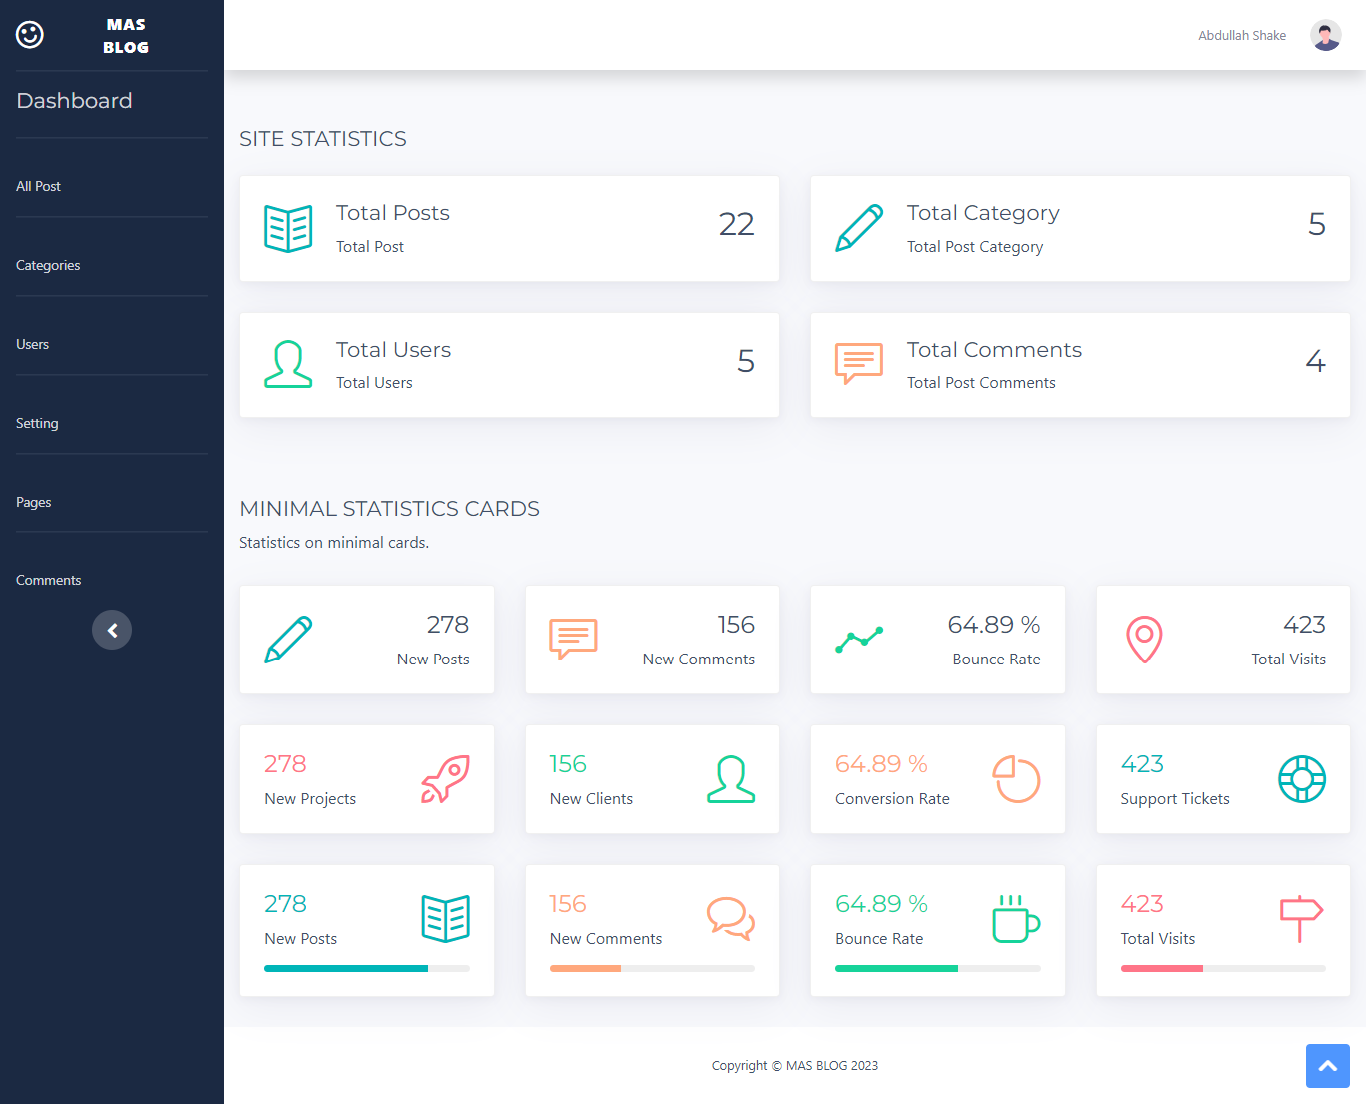 MAS
BLOG
Dashboard
All Post
Categories
Users
Setting
Pages
Comments
Abdullah Shake
SITE STATISTICS
Total Posts
Total Post
22
Total Category
Total Post Category
5
Total Users
Total Users
5
Total Comments
Total Post Comments
4
MINIMAL STATISTICS CARDS
Statistics on minimal cards.
278
New Posts
156
New Comments
64.89 %
Bounce Rate
423
Total Visits
278
New Projects
156
New Clients
64.89 %
Conversion Rate
423
Support Tickets
278
New Posts
156
New Comments
64.89 %
Bounce Rate
423
Total Visits
Copyright © MAS BLOG 2023